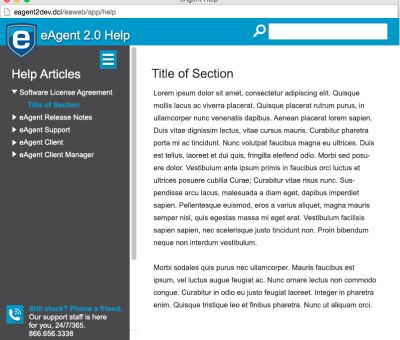 eAgent Help
eagent2dev.dci/eaweb/app/help
e
eAgent 2.0 Help
Help Articles
Software License Agreement
Title of Section
eAgent Release Notes
eAgent Support
eAgent Client
eAgent Client Manager
Still stuck? Phone a friend.
Our support staff is here
for you, 24/7/365.
866.656.3338
Title of Section
Lorem ipsum dolor sit amet, consectetur adipiscing elit. Quisque
mollis lacus ac viverra placerat. Quisque placerat rutrum purus, in
ullamcorper nunc venenatis dapibus. Aenean placerat lorem sapien.
Duis vitae dignissim lectus, vitae cursus mauris. Curabitur pharetra
porta mi ac tincidunt. Nunc volutpat faucibus magna eu ultrices. Duis
est tellus, laoreet et dui quis, fringilla eleifend odio. Morbi sed posu-
ere dolor. Vestibulum ante ipsum primis in faucibus orci luctus et
ultrices posuere cubilia Curae; Curabitur vitae risus nunc. Sus-
pendisse arcu lacus, malesuada a diam eget, dapibus imperdiet
sapien. Pellentesque euismod, eros a varius aliquet, magna mauris
semper nisl, quis egestas massa mi eget erat. Vestibulum facilisis
sapien sapien, nec scelerisque justo tincidunt non. Proin bibendum
neque non interdum vestibulum.
Morbi sodales quis purus nec ullamcorper. Mauris faucibus est
ipsum, vel luctus augue feugiat ac. Nunc ornare lectus non commodo
congue. Curabitur in odio eu justo feugiat laoreet. Integer in pharetra
enim. Quisque tristique leo et finibus pharetra. Nunc ut aliquam orci.